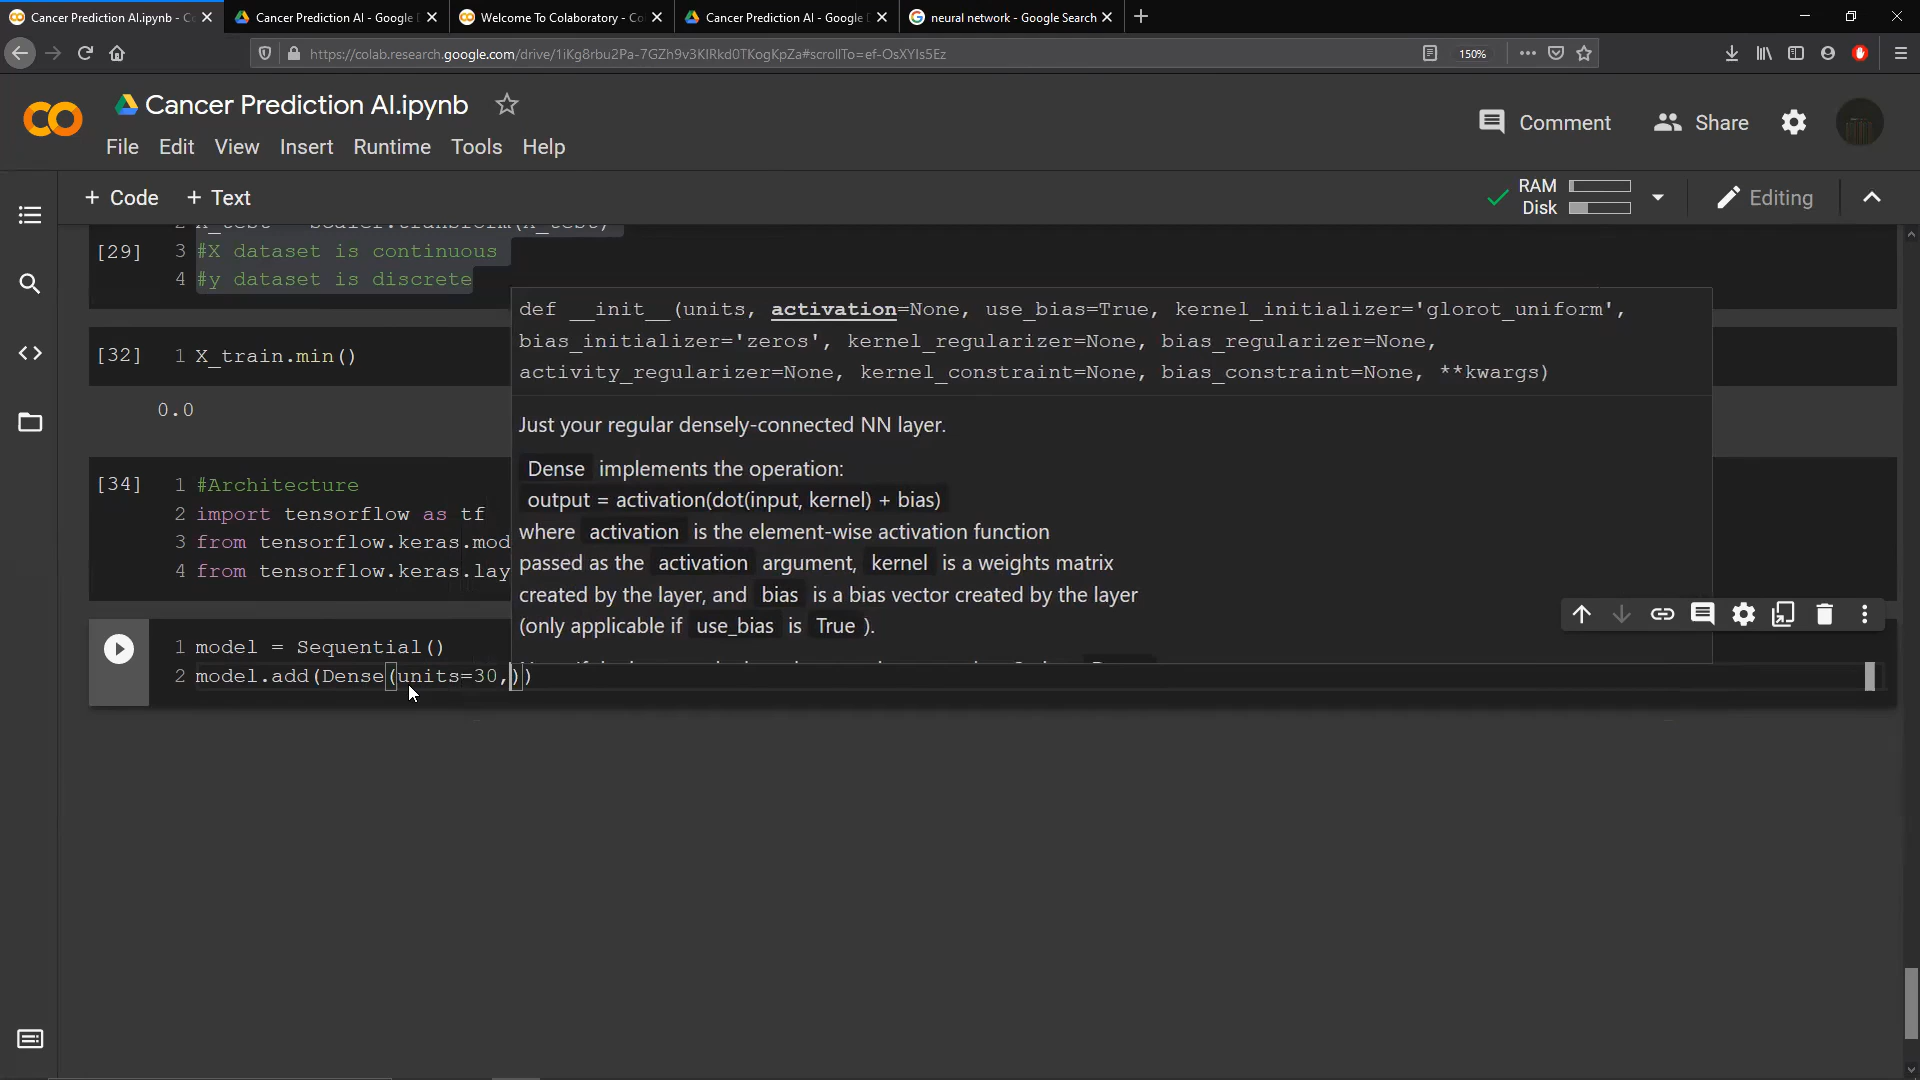 Cancer Prediction AI.ipynb - Co
Cancer Prediction AI - Google D
Welcome To Colaboratory - Co
Cancer Prediction AI - Google D
neural network - Google Search
https://colab.research.google.com/drive/1iKg8rbu2Pa-7GZh9v3KlRkd0TKogKpZa#scrollTo=ef-OsXYIs5Ez
150%
CO
Cancer Prediction AI.ipynb
Comment
Share
File Edit View Insert Runtime Tools Help
+ Code + Text
RAM
Disk
Editing
2 X_test = scaler.transform(X_test)
[29] 3 #X dataset is continuous
4 #y dataset is discrete
def __init__(units, activation=None, use_bias=True, kernel_initializer='glorot_uniform',
bias_initializer='zeros', kernel_regularizer=None, bias_regularizer=None,
activity_regularizer=None, kernel_constraint=None, bias_constraint=None, **kwargs)
[32] 1 X_train.min()
0.0
Just your regular densely-connected NN layer.
Dense implements the operation:
output = activation(dot(input, kernel) + bias)
where activation is the element-wise activation function
passed as the activation argument, kernel is a weights matrix
created by the layer, and bias is a bias vector created by the layer
(only applicable if use_bias is True ).
[34] 1 #Architecture
2 import tensorflow as tf
3 from tensorflow.keras.mod
4 from tensorflow.keras.lay
1 model = Sequential()
2 model.add(Dense(units=30,))